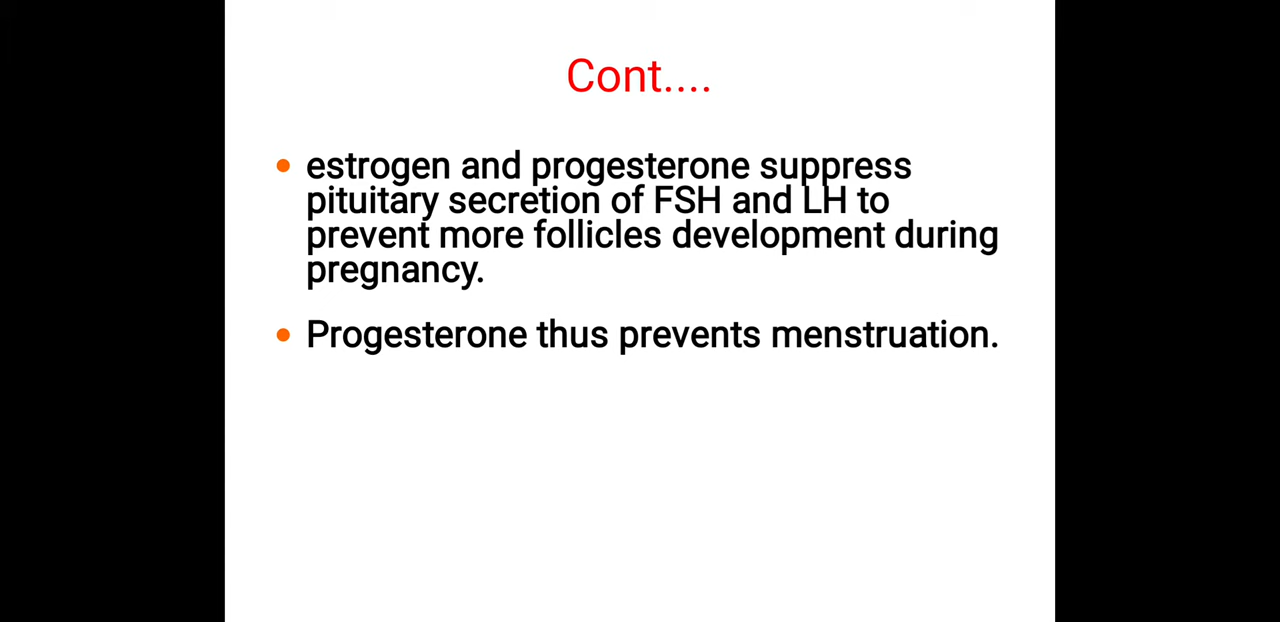 Cont....
• estrogen and progesterone suppress
pituitary secretion of FSH and LH to
prevent more follicles development during
pregnancy.
• Progesterone thus prevents menstruation.